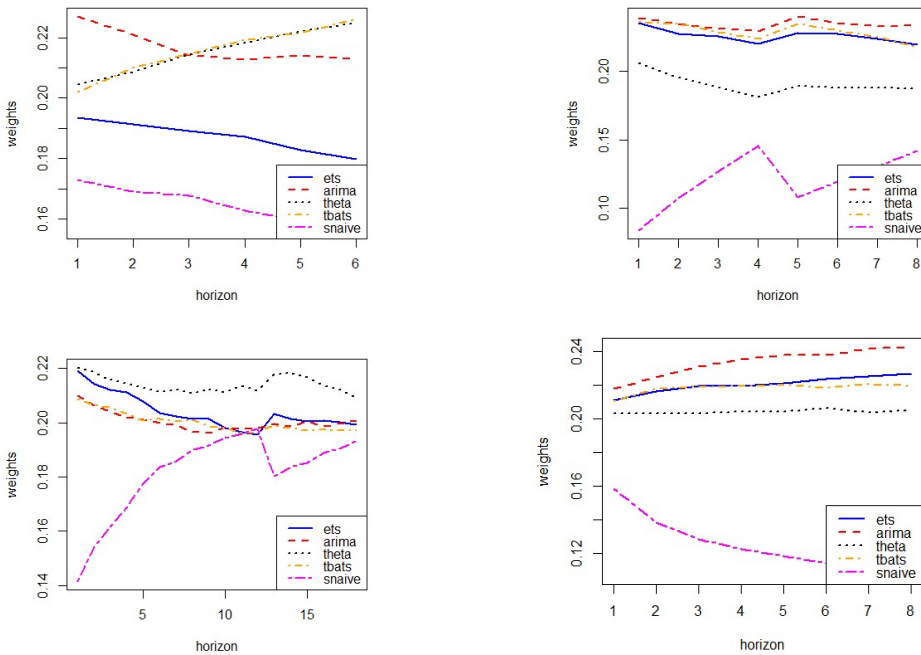 weights
0.22
0.20
0.18
0.16
1 2 3 4 5 6
horizon
ets
arima
theta
tbats
snaive
weights
0.20
0.15
0.10
1 2 3 4 5 6 7 8
horizon
ets
arima
theta
tbats
snaive
weights
0.22
0.20
0.18
0.16
0.14
5 10 15
horizon
ets
arima
theta
tbats
snaive
weights
0.24
0.20
0.16
0.12
1 2 3 4 5 6 7 8
horizon
ets
arima
theta
tbats
snaive